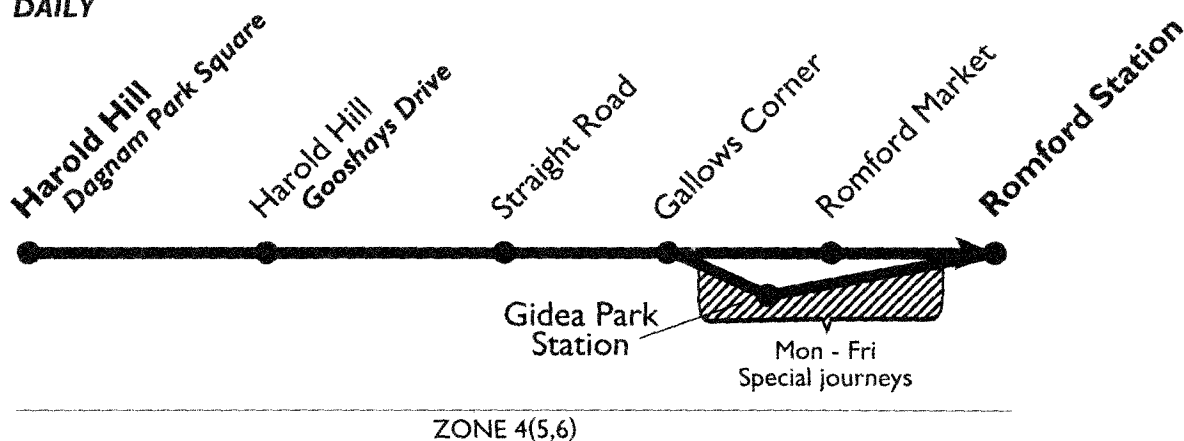 DAILY
Harold Hill
Dagnam Park Square
Harold Hill
Gooshays Drive
Straight Road
Gallows Corner
Romford Market
Romford Station
Gidea Park
Station
Mon - Fri
Special journeys
ZONE 4(5,6)